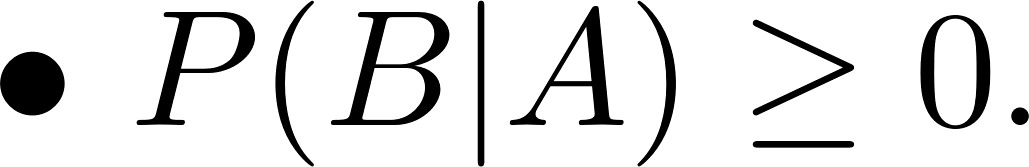 • P(B|A) ≥ 0.